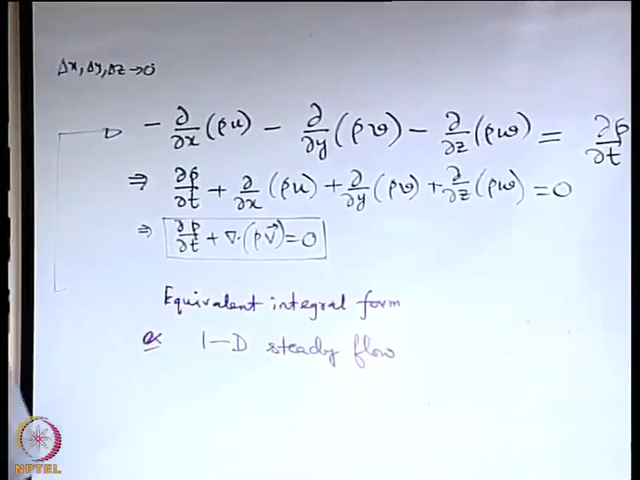 Δx, Δy, Δz → 0
- ∂/∂x (ρu) - ∂/∂y (ρv) - ∂/∂z (ρw) = ∂ρ/∂t
⇒ ∂ρ/∂t + ∂/∂x (ρu) + ∂/∂y (ρv) + ∂/∂z (ρw) = 0
⇒ ∂ρ/∂t + ∇·(ρV⃗) = 0
Equivalent integral form
ex 1-D steady flow
NPTEL